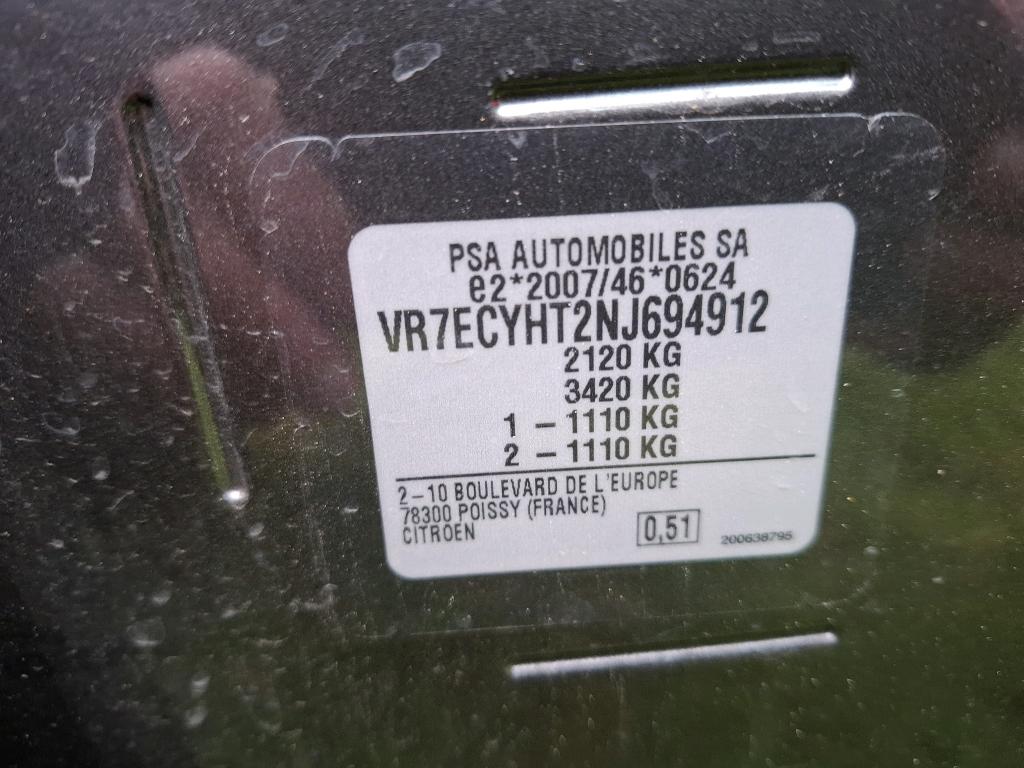 PSA AUTOMOBILES SA
e2*2007/46*0624
VR7ECYHT2NJ694912
2120 KG
3420 KG
1 – 1110 KG
2 – 1110 KG
2–10 BOULEVARD DE L'EUROPE
78300 POISSY (FRANCE)
CITROEN
0,51
200638795